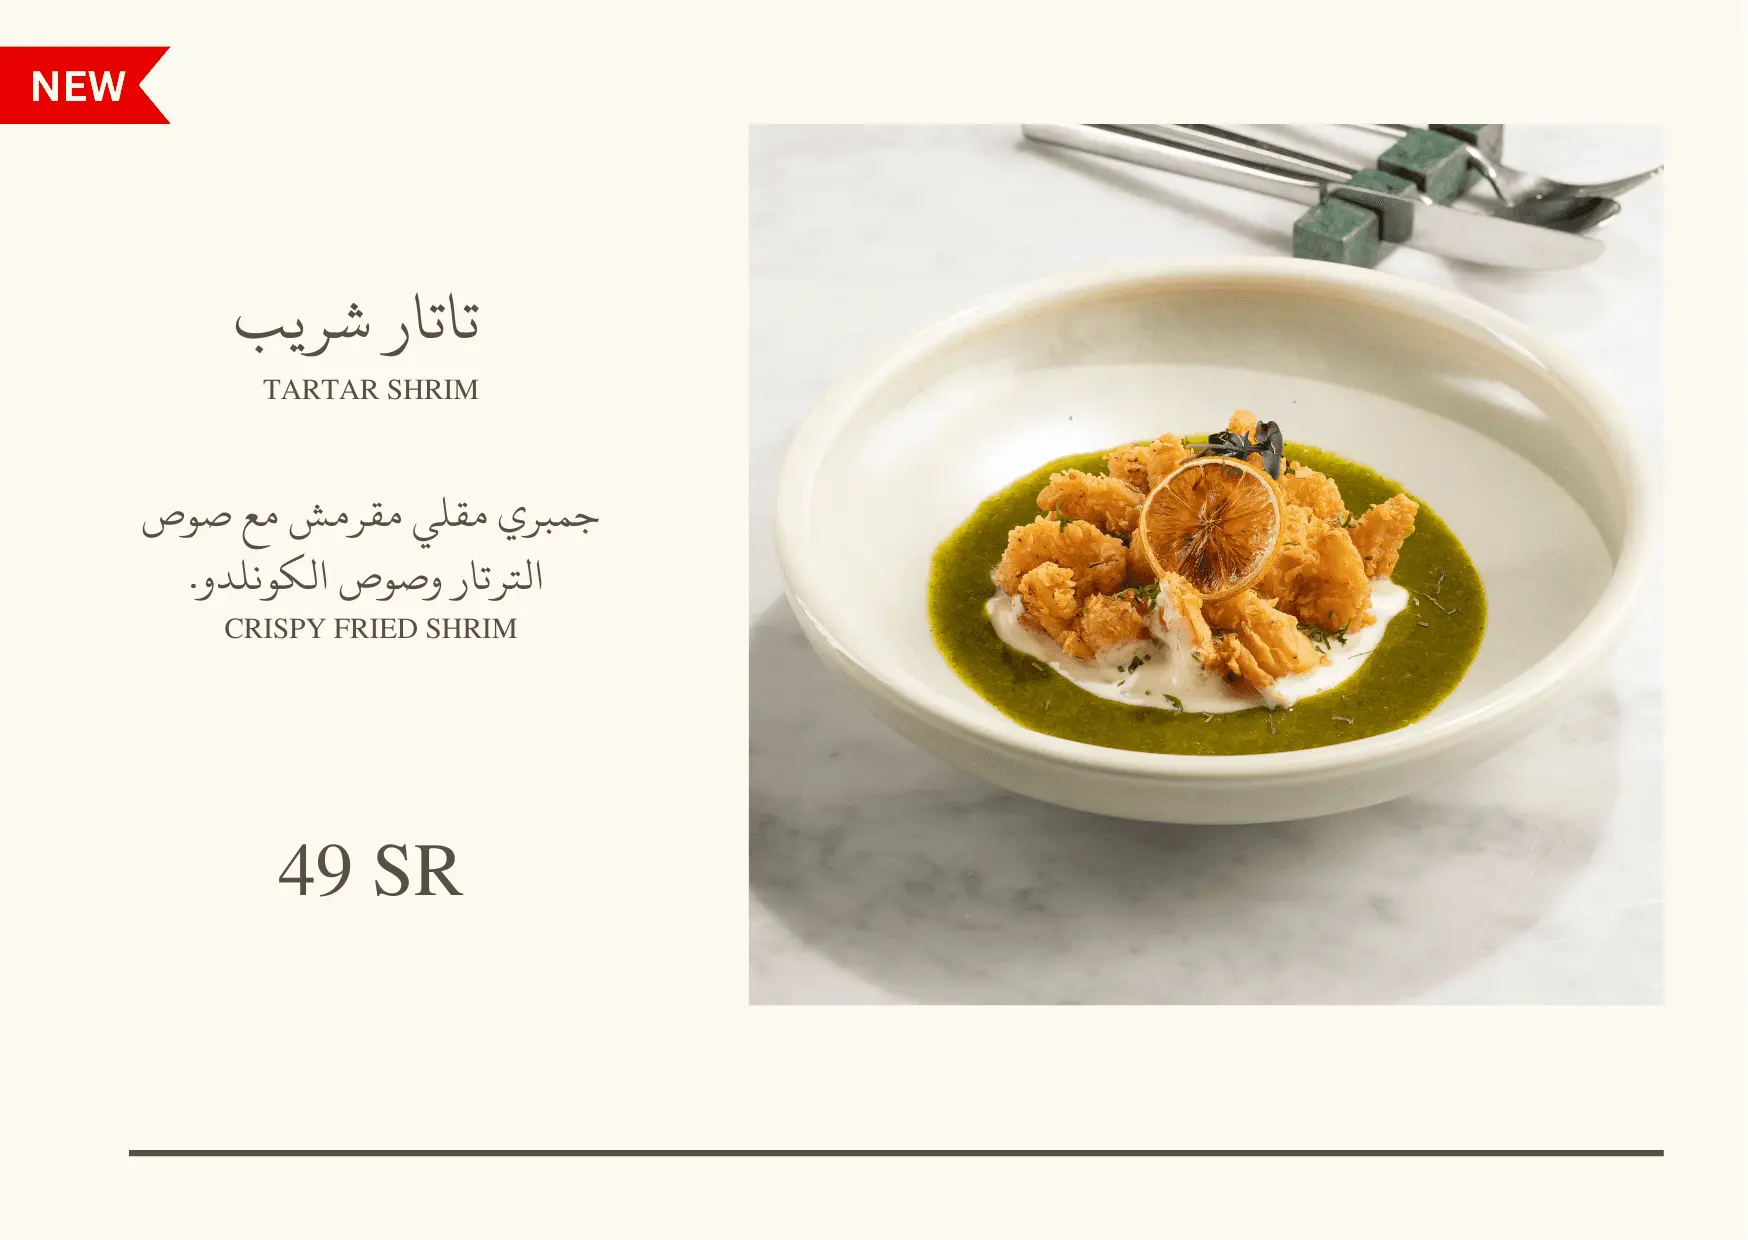 NEW
تاتار شريب
TARTAR SHRIM
جمبري مقلي مقرمش مع صوص
الترتار وصوص الكونلدو.
CRISPY FRIED SHRIM
49 SR